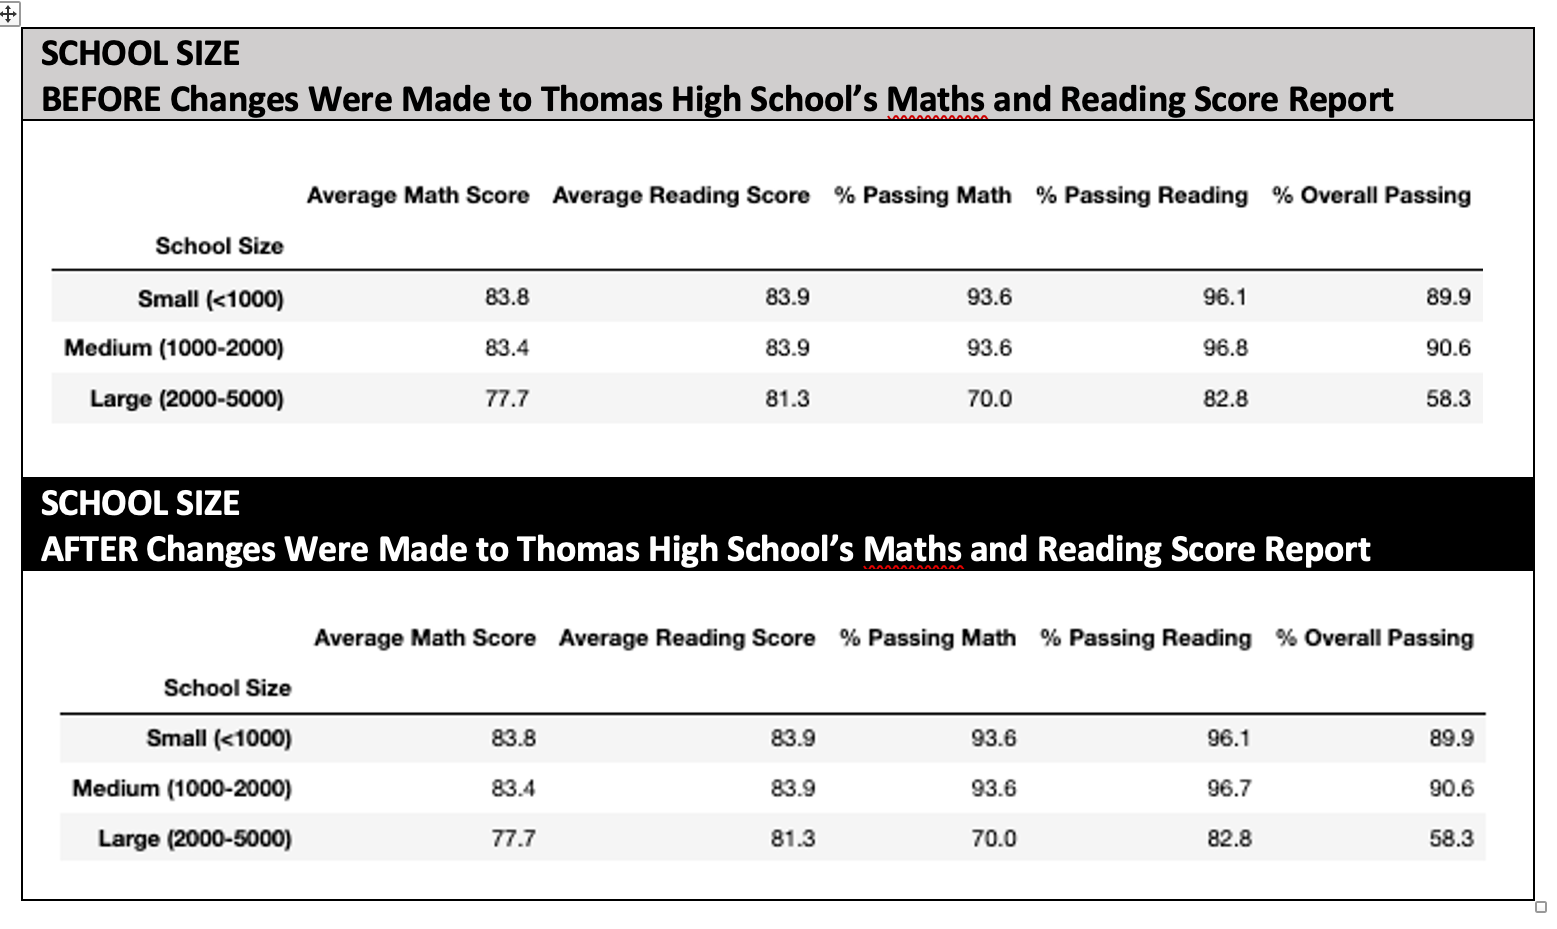 SCHOOL SIZE
BEFORE Changes Were Made to Thomas High School’s Maths and Reading Score Report
Average Math Score Average Reading Score % Passing Math % Passing Reading % Overall Passing
School Size
Small (<1000) 83.8 83.9 93.6 96.1 89.9
Medium (1000-2000) 83.4 83.9 93.6 96.8 90.6
Large (2000-5000) 77.7 81.3 70.0 82.8 58.3
SCHOOL SIZE
AFTER Changes Were Made to Thomas High School’s Maths and Reading Score Report
Average Math Score Average Reading Score % Passing Math % Passing Reading % Overall Passing
School Size
Small (<1000) 83.8 83.9 93.6 96.1 89.9
Medium (1000-2000) 83.4 83.9 93.6 96.7 90.6
Large (2000-5000) 77.7 81.3 70.0 82.8 58.3